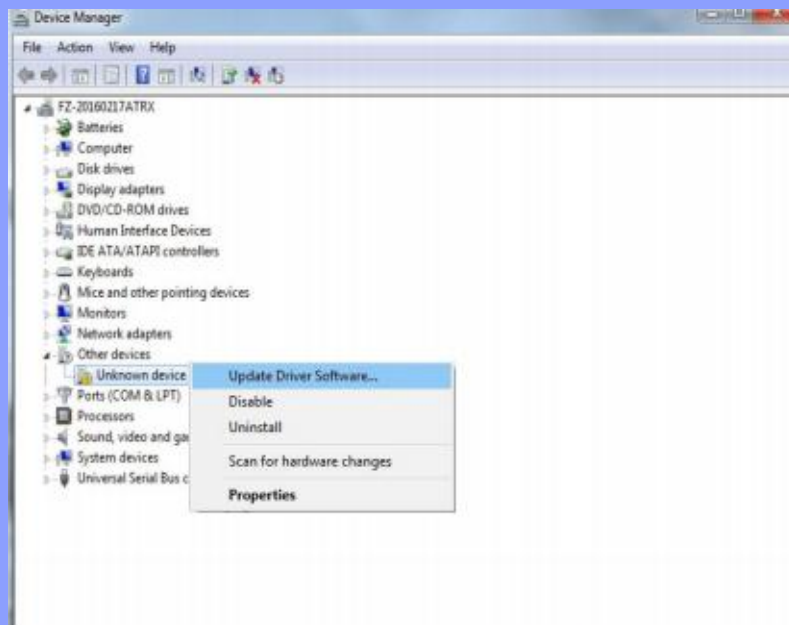 Device Manager
File Action View Help
FZ-20160217ATRX
Batteries
Computer
Disk drives
Display adapters
DVD/CD-ROM drives
Human Interface Devices
IDE ATA/ATAPI controllers
Keyboards
Mice and other pointing devices
Monitors
Network adapters
Other devices
Unknown device
Ports (COM & LPT)
Processors
Sound, video and ga
System devices
Universal Serial Bus c
Update Driver Software...
Disable
Uninstall
Scan for hardware changes
Properties